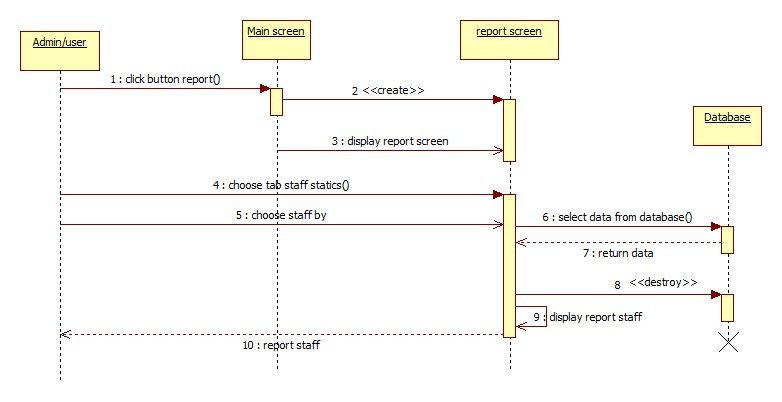 Admin/user
Main screen
report screen
Database
1 : click button report()
2 <<create>>
3 : display report screen
4 : choose tab staff statics()
5 : choose staff by
6 : select data from database()
7 : return data
8 <<destroy>>
9 : display report staff
10 : report staff